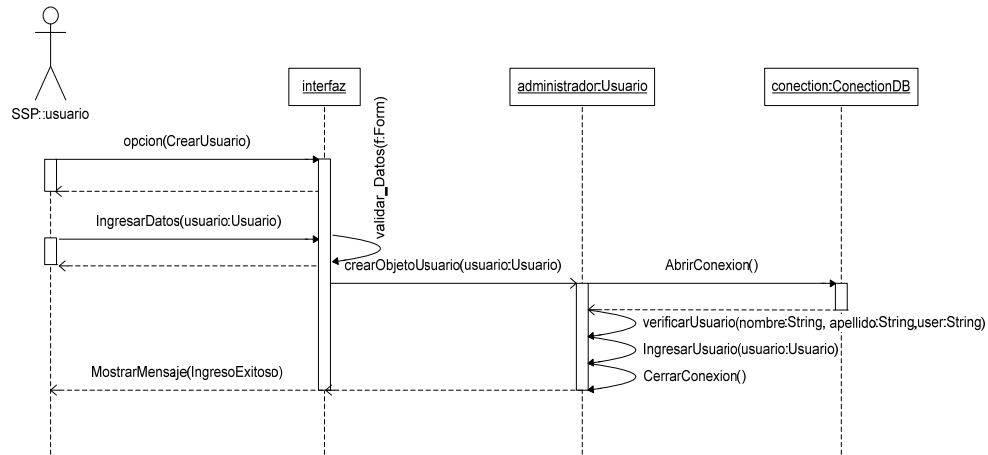 interfaz
administrador:Usuario
conection:ConectionDB
SSP::usuario
opcion(CrearUsuario)
validar_Datos(f:Form)
IngresarDatos(usuario:Usuario)
crearObjetoUsuario(usuario:Usuario)
AbrirConexion()
verificarUsuario(nombre:String, apellido:String,user:String)
IngresarUsuario(usuario:Usuario)
MostrarMensaje(IngresoExitoso)
CerrarConexion()